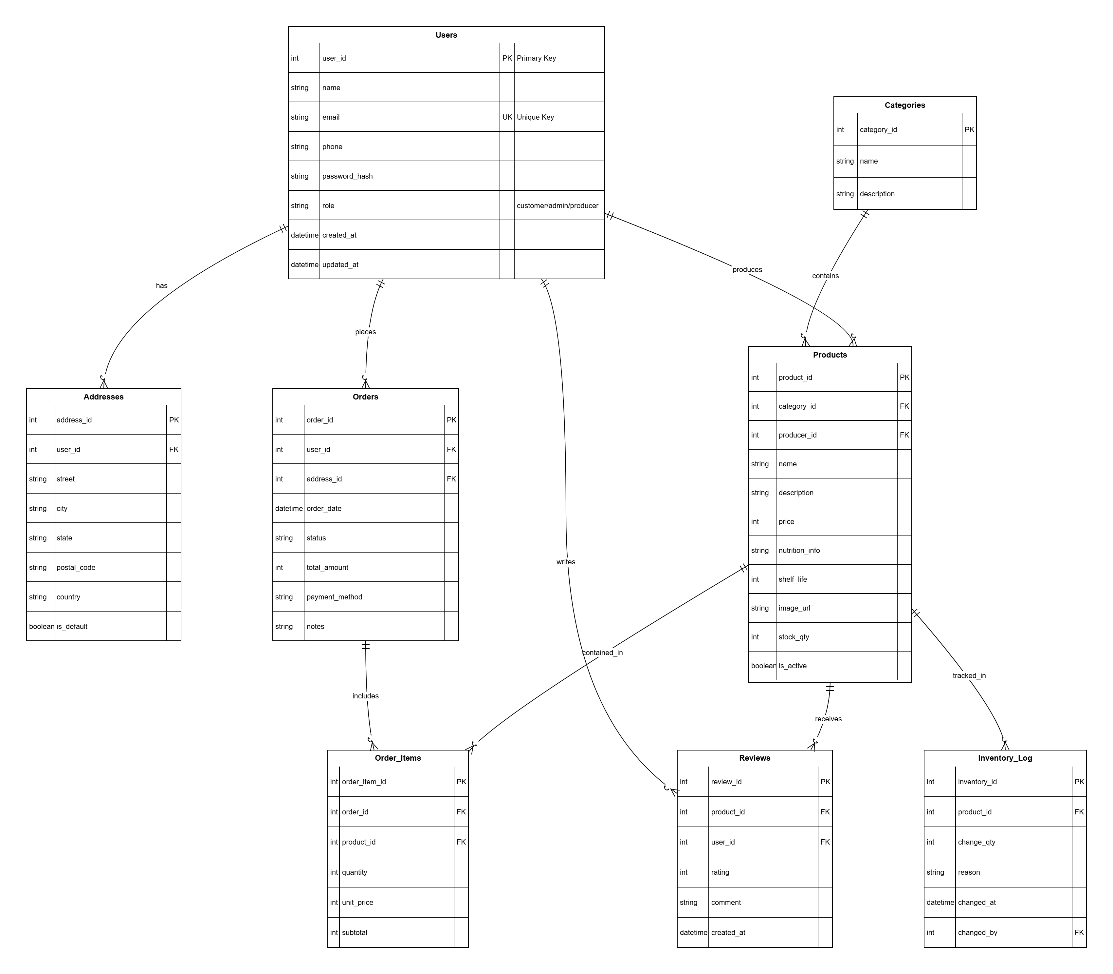 Users
int user_id PK Primary Key
string name
string email UK Unique Key
string phone
string password_hash
string role customer/admin/producer
datetime created_at
datetime updated_at
Categories
int category_id PK
string name
string description
has
places
produces
contains
Addresses
int address_id PK
int user_id FK
string street
string city
string state
string postal_code
string country
boolean is_default
Orders
int order_id PK
int user_id FK
int address_id FK
datetime order_date
string status
int total_amount
string payment_method
string notes
Products
int product_id PK
int category_id FK
int producer_id FK
string name
string description
int price
string nutrition_info
int shelf_life
string image_url
int stock_qty
boolean is_active
writes
contained_in
tracked_in
includes
receives
Order_Items
int order_item_id PK
int order_id FK
int product_id FK
int quantity
int unit_price
int subtotal
Reviews
int review_id PK
int product_id FK
int user_id FK
int rating
string comment
datetime created_at
Inventory_Log
int inventory_id PK
int product_id FK
int change_qty
string reason
datetime changed_at
int changed_by FK